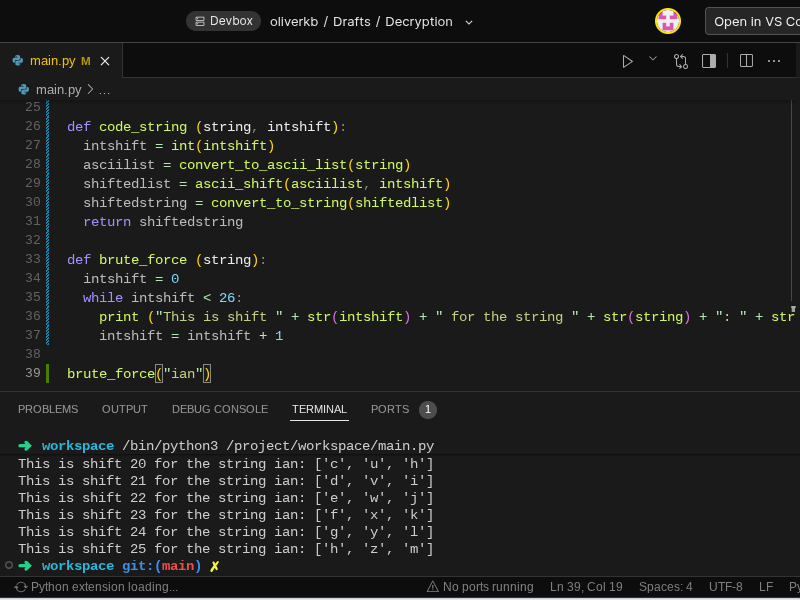 Devbox oliverkb / Drafts / Decryption Open in VS Co
main.py M
main.py > ...
25
26 def code_string (string, intshift):
27 intshift = int(intshift)
28 asciilist = convert_to_ascii_list(string)
29 shiftedlist = ascii_shift(asciilist, intshift)
30 shiftedstring = convert_to_string(shiftedlist)
31 return shiftedstring
32
33 def brute_force (string):
34 intshift = 0
35 while intshift < 26:
36 print ("This is shift " + str(intshift) + " for the string " + str(string) + ": " + str
37 intshift = intshift + 1
38
39 brute_force("ian")
PROBLEMS OUTPUT DEBUG CONSOLE TERMINAL PORTS 1
➜ workspace /bin/python3 /project/workspace/main.py
This is shift 20 for the string ian: ['c', 'u', 'h']
This is shift 21 for the string ian: ['d', 'v', 'i']
This is shift 22 for the string ian: ['e', 'w', 'j']
This is shift 23 for the string ian: ['f', 'x', 'k']
This is shift 24 for the string ian: ['g', 'y', 'l']
This is shift 25 for the string ian: ['h', 'z', 'm']
➜ workspace git:(main) ✗
Python extension loading... No ports running Ln 39, Col 19 Spaces: 4 UTF-8 LF Py